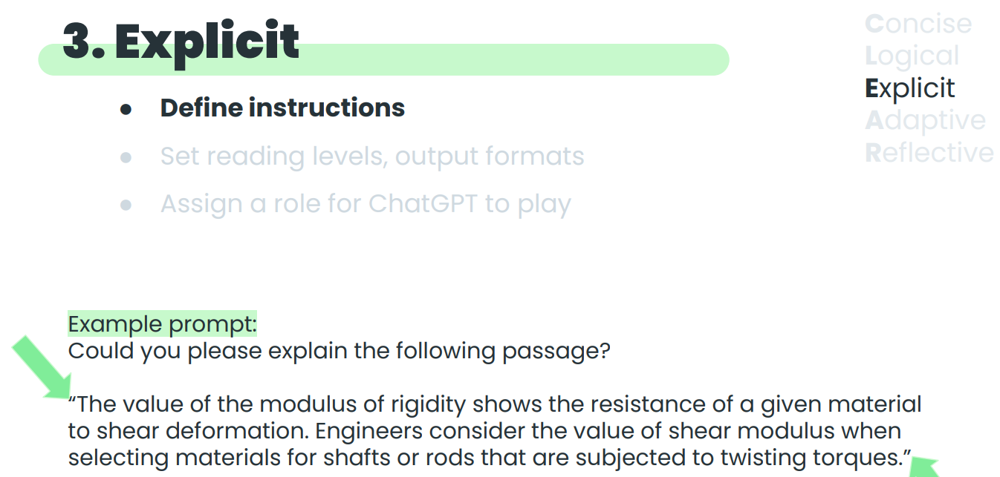 3. Explicit
● Define instructions
● Set reading levels, output formats
● Assign a role for ChatGPT to play
Concise
Logical
Explicit
Adaptive
Reflective
Example prompt:
Could you please explain the following passage?
“The value of the modulus of rigidity shows the resistance of a given material
to shear deformation. Engineers consider the value of shear modulus when
selecting materials for shafts or rods that are subjected to twisting torques.”